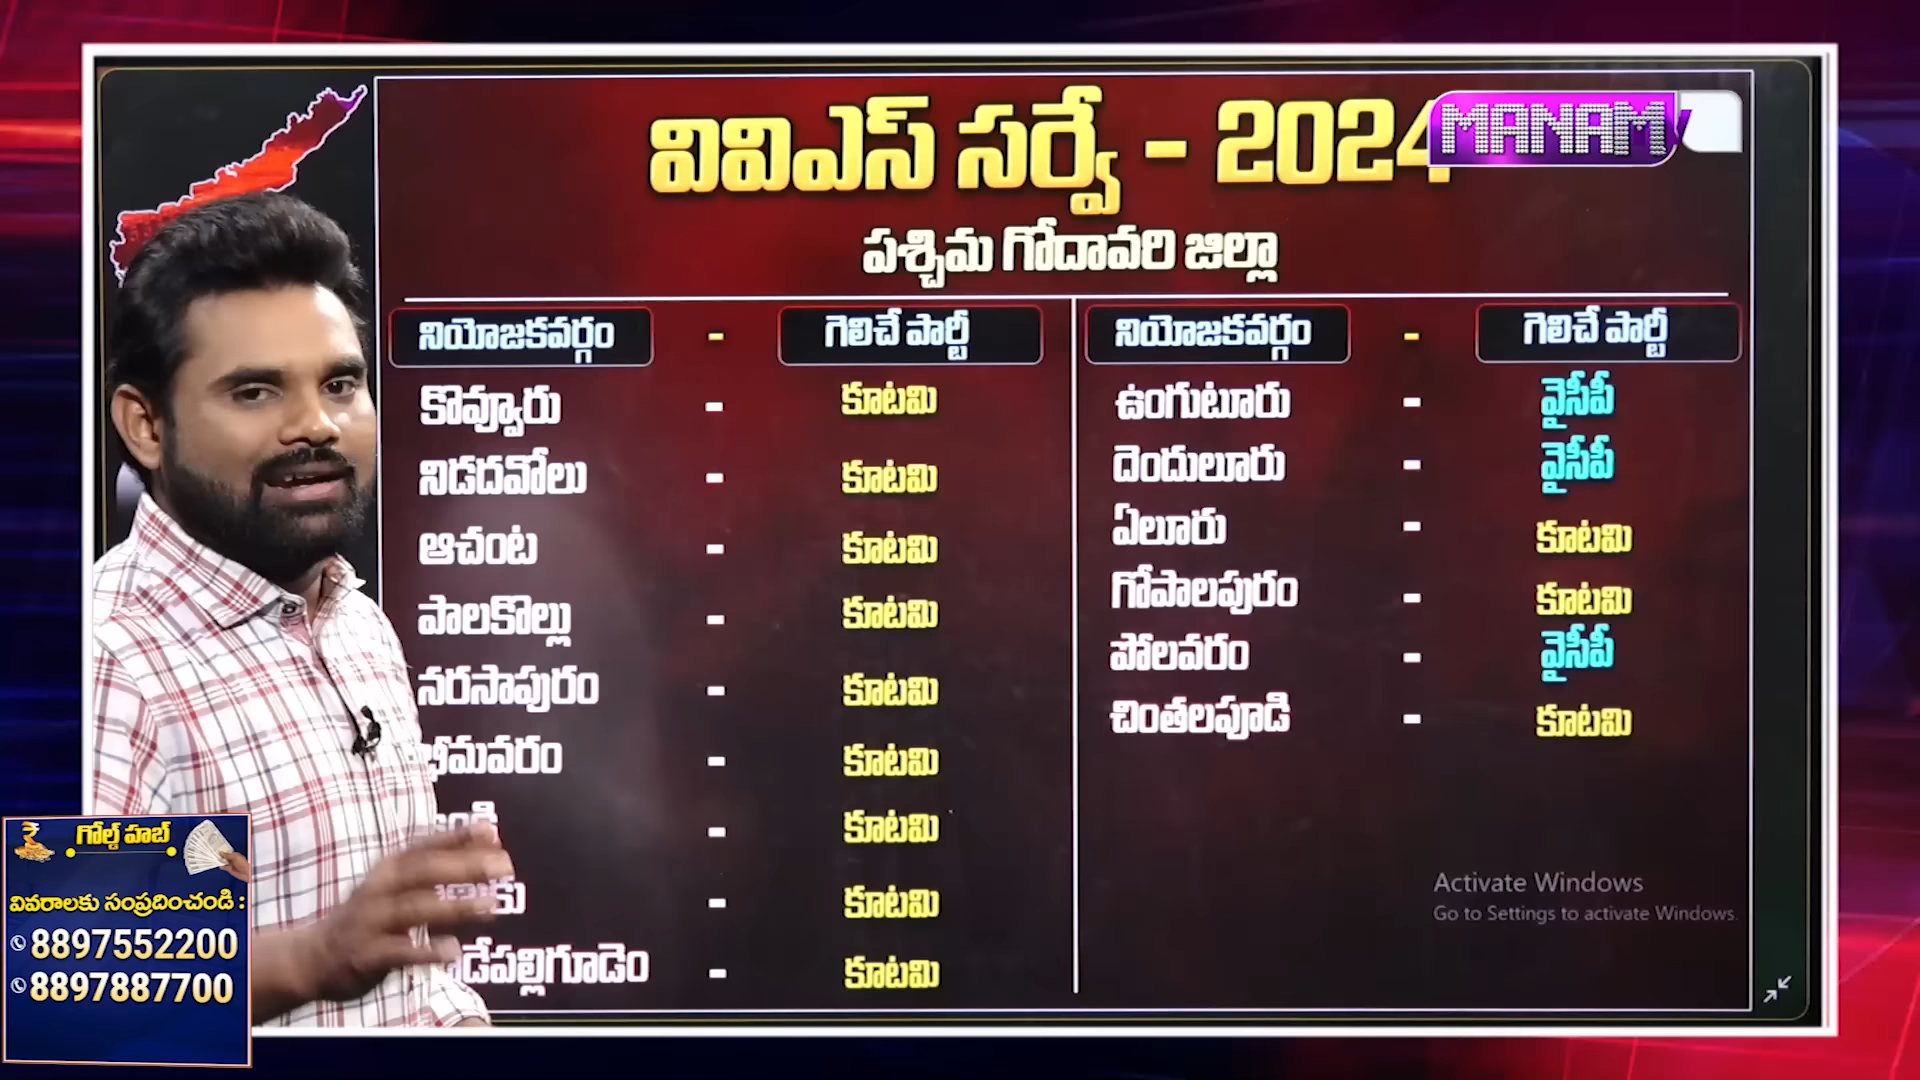 వివిఎస్ సర్వే - 2024
MANAM
పశ్చిమ గోదావరి జిల్లా
నియోజకవర్గం - గెలిచే పార్టీ
కొవ్వూరు - కూటమి
నిడదవోలు - కూటమి
ఆచంట - కూటమి
పాలకొల్లు - కూటమి
నరసాపురం - కూటమి
భీమవరం - కూటమి
- కూటమి
- కూటమి
- కూటమి
నియోజకవర్గం - గెలిచే పార్టీ
ఉంగుటూరు - వైసీపీ
దెందులూరు - వైసీపీ
ఏలూరు - కూటమి
గోపాలపురం - కూటమి
పోలవరం - వైసీపీ
చింతలపూడి - కూటమి
Activate Windows
Go to Settings to activate Windows.
గోల్డ్ హబ్
వివరాలకు సంప్రదించండి :
8897552200
8897887700